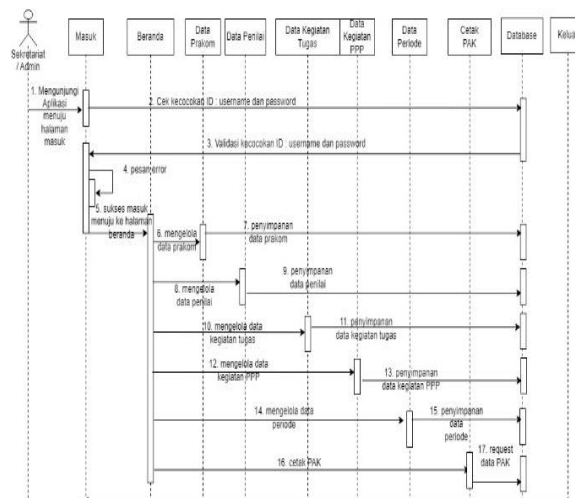 Masuk
Beranda
Data
Prakom
Data Penilai
Data Kegiatan
Tugas
Data
Kegiatan
PPP
Data Periode
Cetak
PAK
Database
Kelua
Sekretariat
/ Admin
1. Mengunjungi
Aplikasi
menuju
halaman
masuk
2. Cek kecocokan ID : username dan password
3. Validasi kecocokan ID : username dan password
4. pesan error
5. sukses masuk
menuju ke halaman
beranda
6. mengelola
data prakom
7. penyimpanan
data prakom
8. mengelola
data penilai
9. penyimpanan
data penilai
10. mengelola data
kegiatan tugas
11. penyimpanan
data kegiatan tugas
12. mengelola data
kegiatan PPP
13. penyimpanan
data kegiatan PPP
14. mengelola data
periode
15. penyimpanan
data
periode
16. cetak PAK
17. request
data PAK